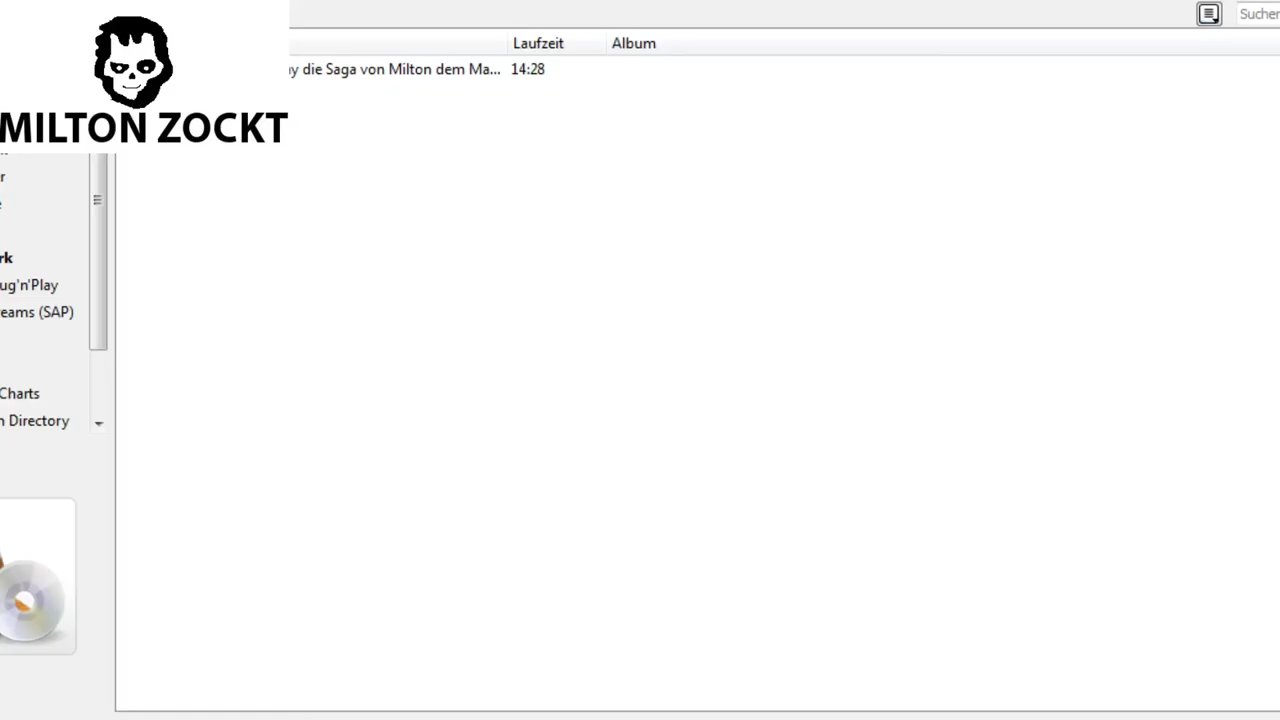 Sucher
MILTON ZOCKT
Laufzeit Album
y die Saga von Milton dem Ma... 14:28
r
e
rk
ug'n'Play
reams (SAP)
Charts
n Directory